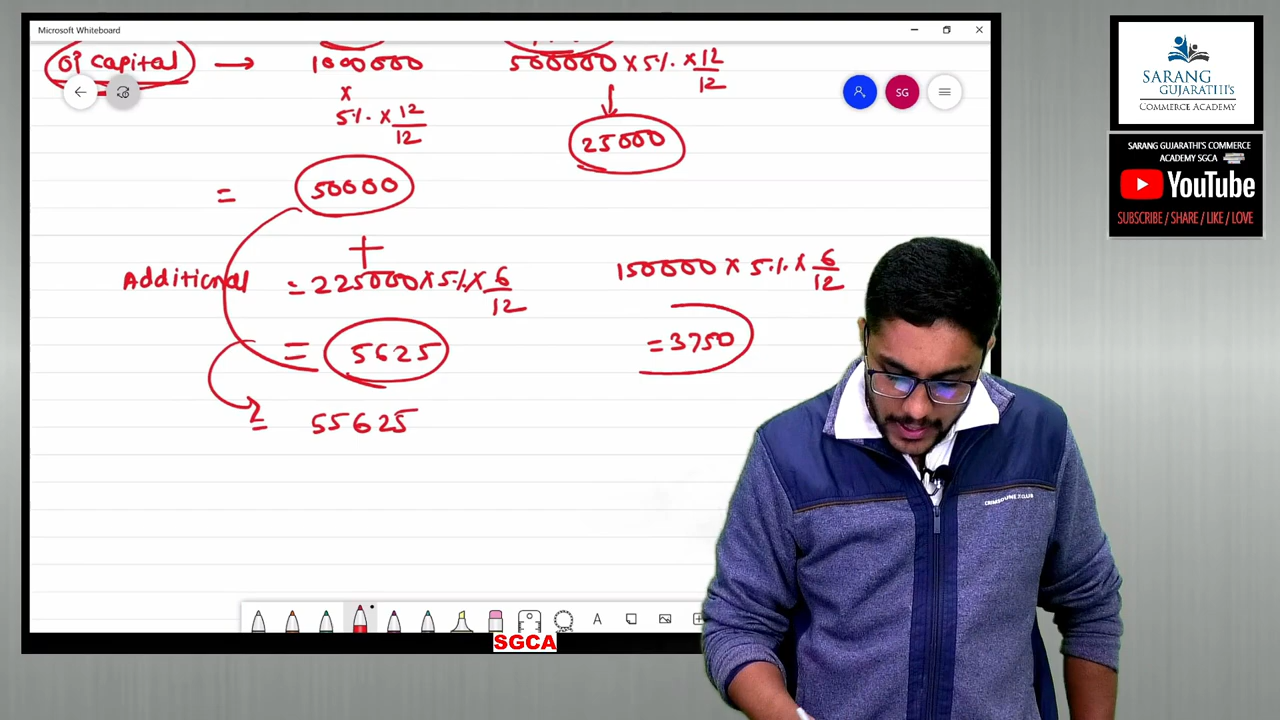 Microsoft Whiteboard
Of Capital → 1000000
x
5% x 12/12
500000 x 5% x 12/12
25000
= 50000
+
Additional = 225000 x 5% x 6/12
= 5625
= 55625
150000 x 5% x 6/12
= 3750
SG
SGCA
SARANG
GUJARATHI'S
COMMERCE ACADEMY
SARANG GUJARATHI'S COMMERCE
ACADEMY SGCA
YouTube
SUBSCRIBE / SHARE / LIKE / LOVE
CRIMSOUNE CLUB